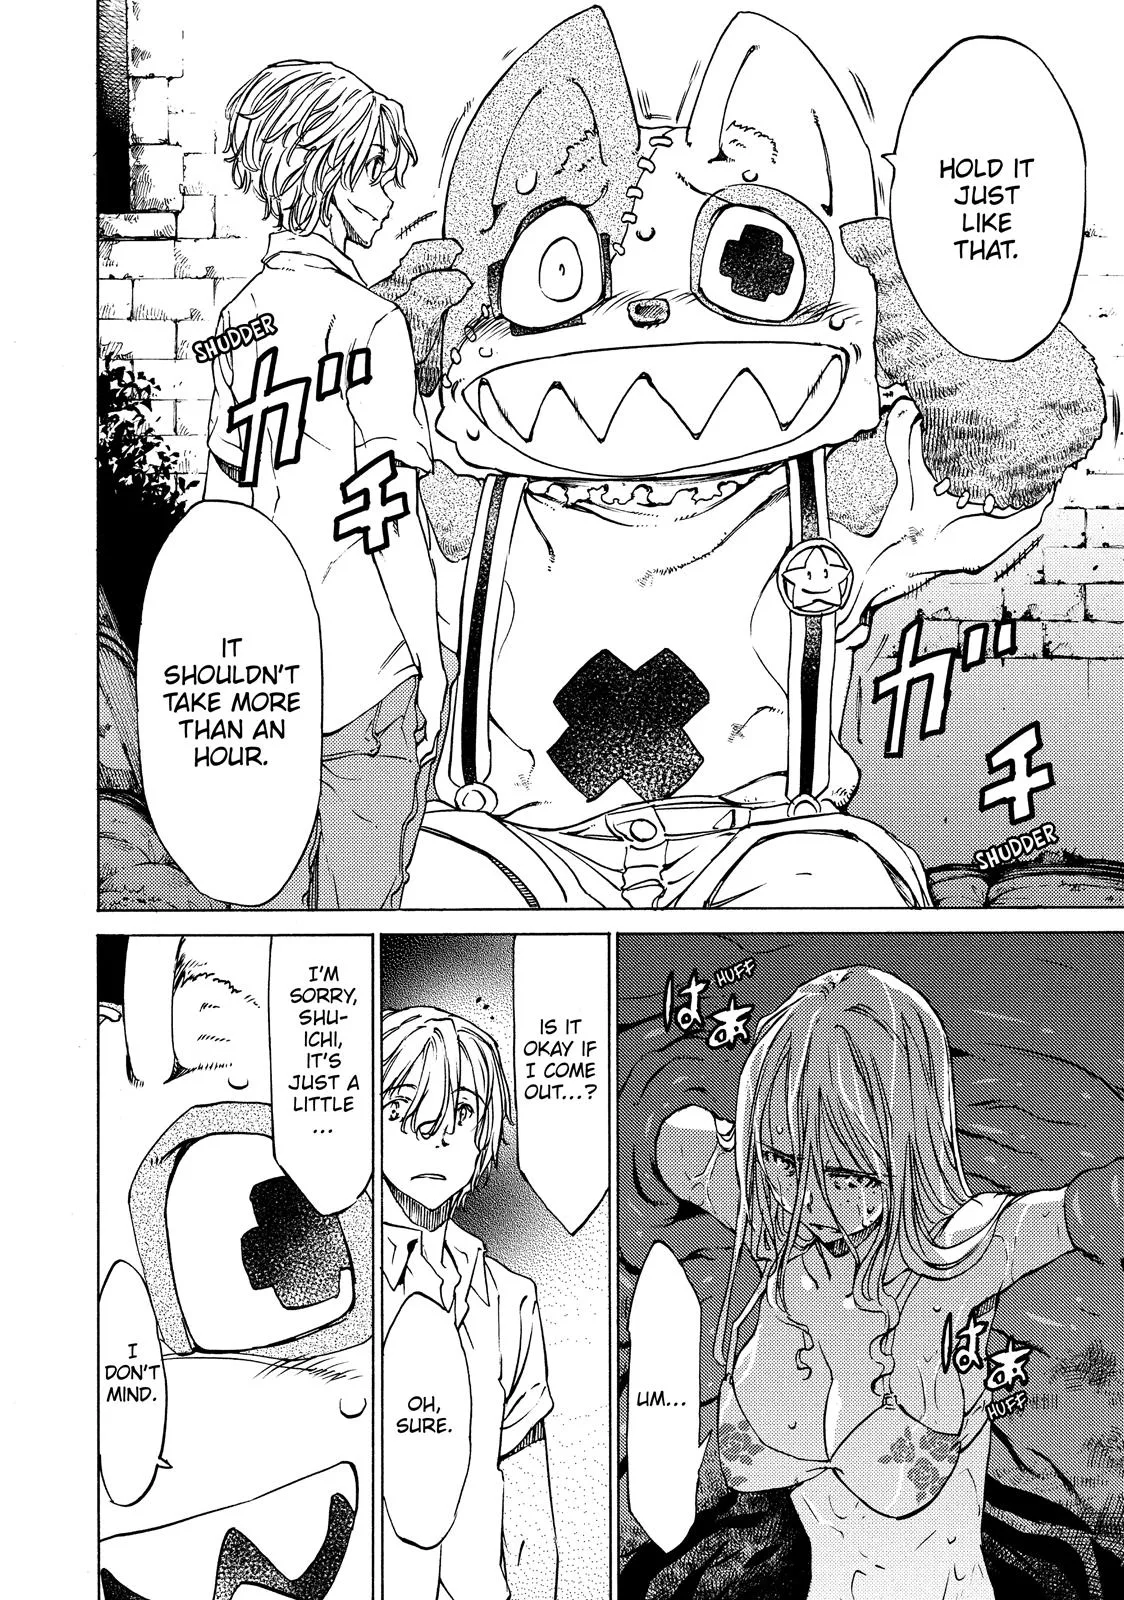 HOLD IT
JUST
LIKE
THAT.
SHUDDER
ガ
チ
ガ
チ
SHUDDER
IT
SHOULDN'T
TAKE MORE
THAN AN
HOUR.
はぁ
HUFF
UM...
はぁ
HUFF
IS IT
OKAY IF
I COME
OUT...?
OH,
SURE.
I'M
SORRY,
SHU-
ICHI,
IT'S
JUST A
LITTLE
...
I
DON'T
MIND.